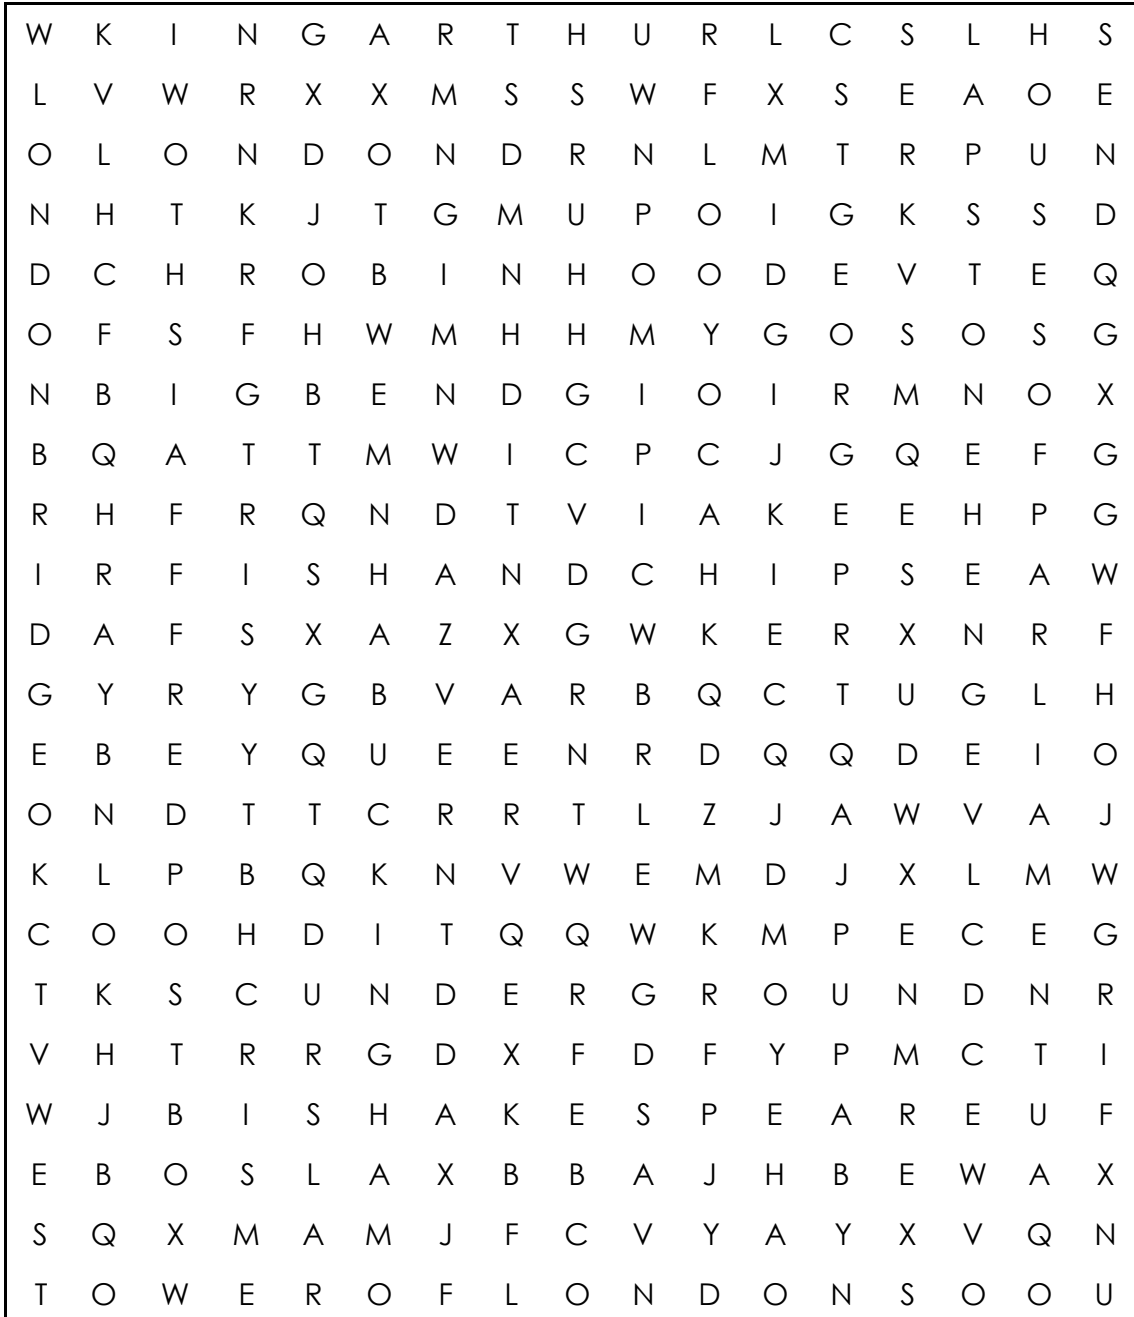 W K I N G A R T H U R L C S L H S
L V W R X X M S S W F X S E A O E
O L O N D O N D R N L M T R P U N
N H T K J T G M U P O I G K S S D
D C H R O B I N H O O D E V T E Q
O F S F H W M H H M Y G O S O S G
N B I G B E N D G I O I R M N O X
B Q A T T M W I C P C J G Q E F G
R H F R Q N D T V I A K E E H P G
I R F I S H A N D C H I P S E A W
D A F S X A Z X G W K E R X N R F
G Y R Y G B V A R B Q C T U G L H
E B E Y Q U E E N R D Q Q D E I O
O N D T T C R R T L Z J A W V A J
K L P B Q K N V W E M D J X L M W
C O O H D I T Q Q W K M P E C E G
T K S C U N D E R G R O U N D N R
V H T R R G D X F D F Y P M C T I
W J B I S H A K E S P E A R E U F
E B O S L A X B B A J H B E W A X
S Q X M A M J F C V Y A Y X V Q N
T O W E R O F L O N D O N S O O U